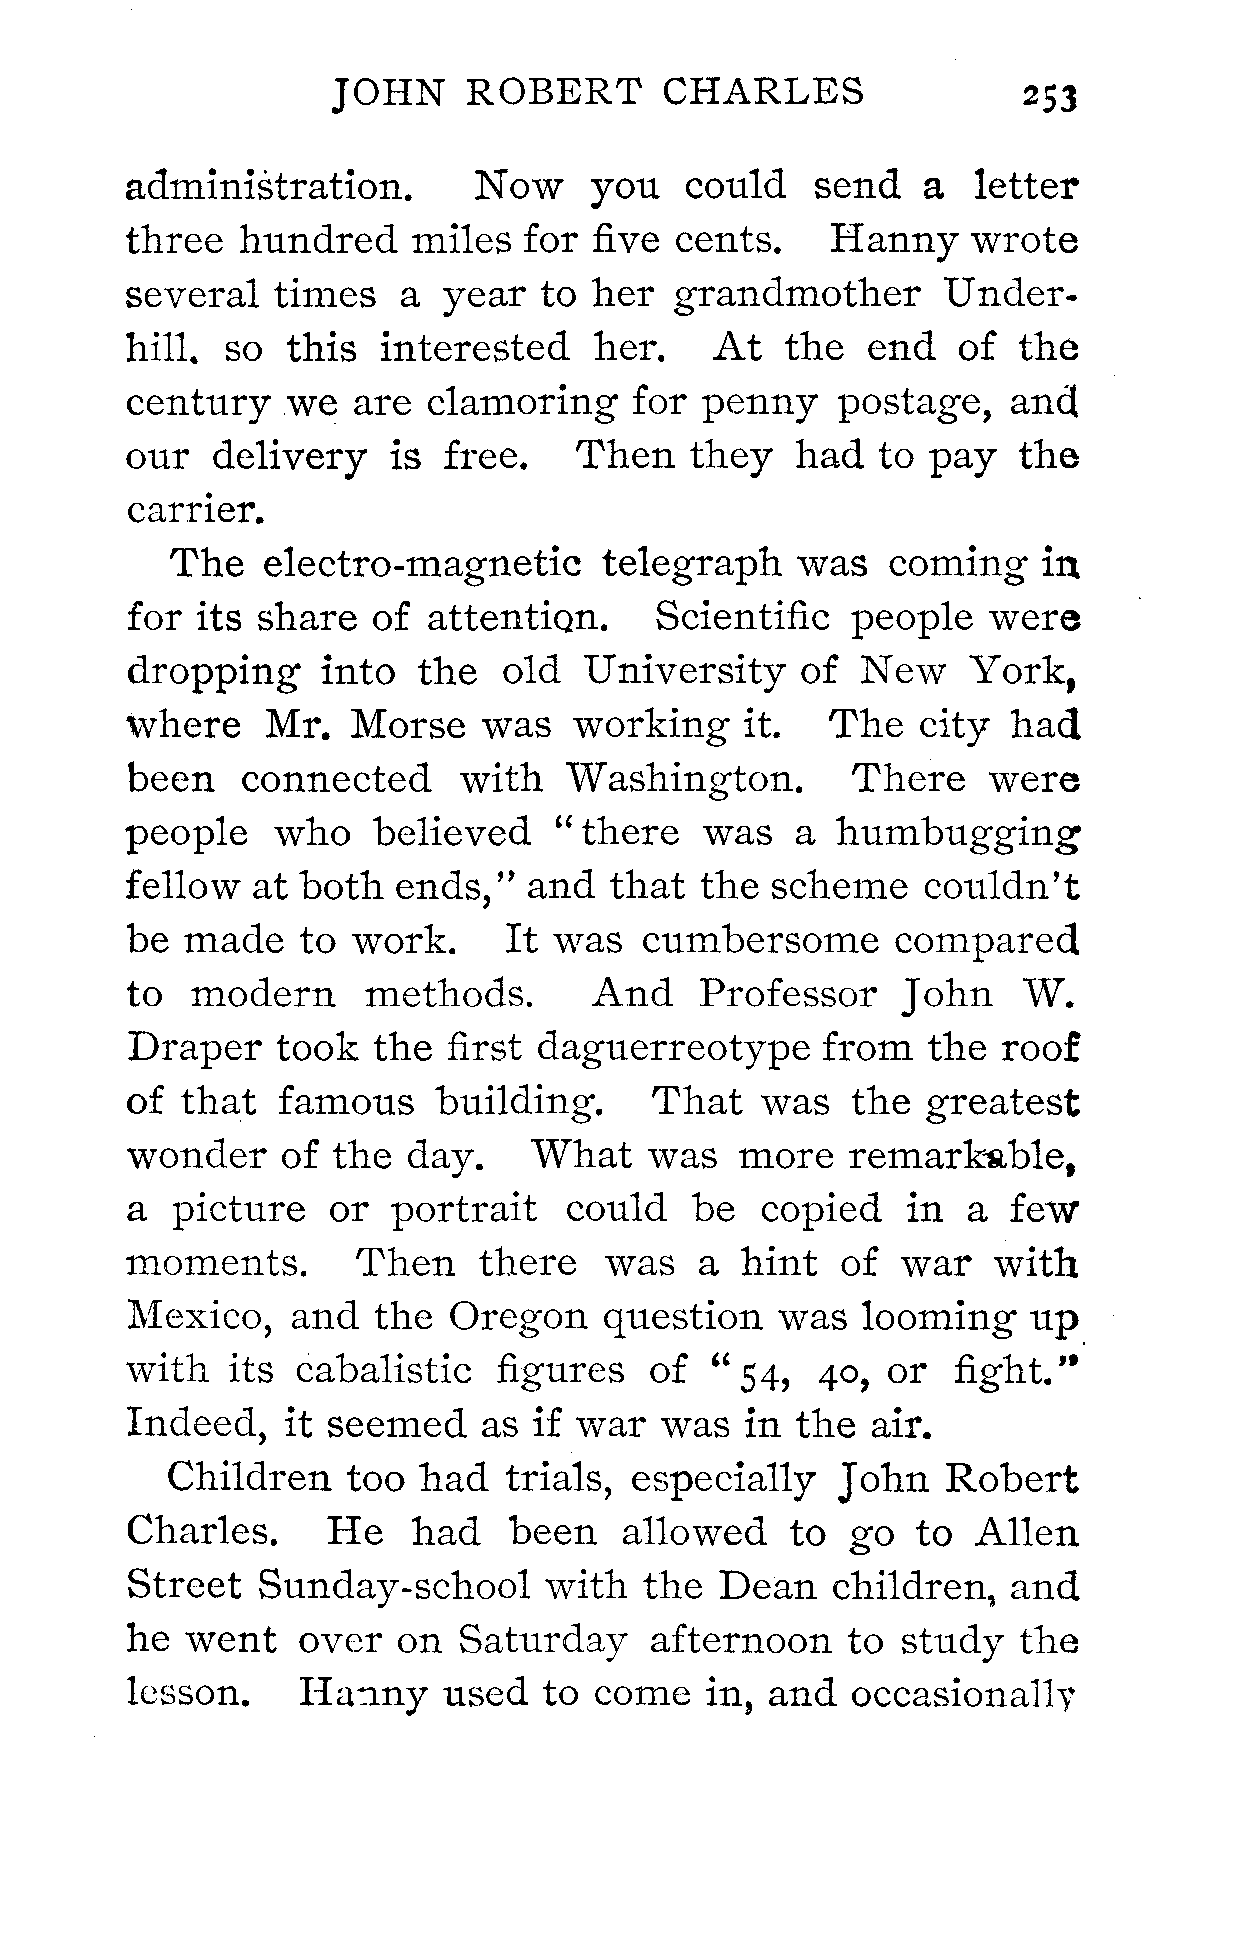 JOHN ROBERT CHARLES 253
administration. Now you could send a letter
three hundred miles for five cents. Hanny wrote
several times a year to her grandmother Under-
hill. so this interested her. At the end of the
century we are clamoring for penny postage, and
our delivery is free. Then they had to pay the
carrier.
The electro-magnetic telegraph was coming in
for its share of attention. Scientific people were
dropping into the old University of New York,
where Mr. Morse was working it. The city had
been connected with Washington. There were
people who believed "there was a humbugging
fellow at both ends," and that the scheme couldn't
be made to work. It was cumbersome compared
to modern methods. And Professor John W.
Draper took the first daguerreotype from the roof
of that famous building. That was the greatest
wonder of the day. What was more remarkable,
a picture or portrait could be copied in a few
moments. Then there was a hint of war with
Mexico, and the Oregon question was looming up
with its cabalistic figures of "54, 40, or fight."
Indeed, it seemed as if war was in the air.
Children too had trials, especially John Robert
Charles. He had been allowed to go to Allen
Street Sunday-school with the Dean children, and
he went over on Saturday afternoon to study the
lesson. Hanny used to come in, and occasionally